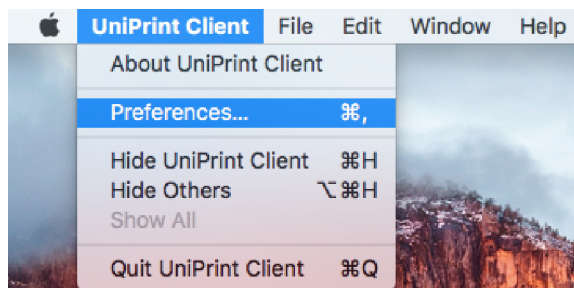 UniPrint Client File Edit Window Help
About UniPrint Client
Preferences... ⌘,
Hide UniPrint Client ⌘H
Hide Others ⌥⌘H
Show All
Quit UniPrint Client ⌘Q